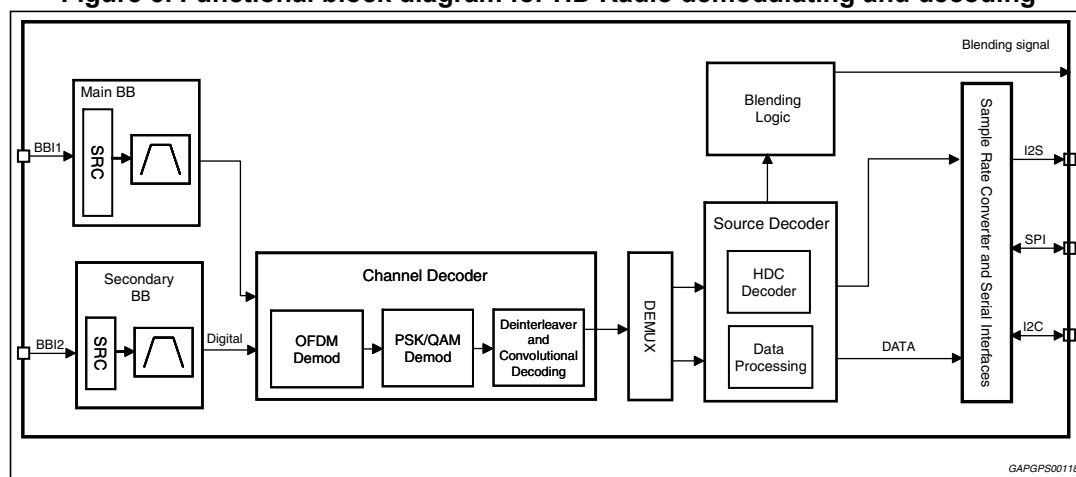 Figure 3. Functional block diagram for HD Radio demodulating and decoding
Blending signal
Main BB
SRC
BBI1
Blending
Logic
Sample Rate Converter and Serial Interfaces
I2S
SPI
I2C
Secondary
BB
SRC
BBI2
Digital
Channel Decoder
OFDM
Demod
PSK/QAM
Demod
Deinterleaver
and
Convolutional
Decoding
DEMUX
Source Decoder
HDC
Decoder
Data
Processing
DATA
GAPGPS00118